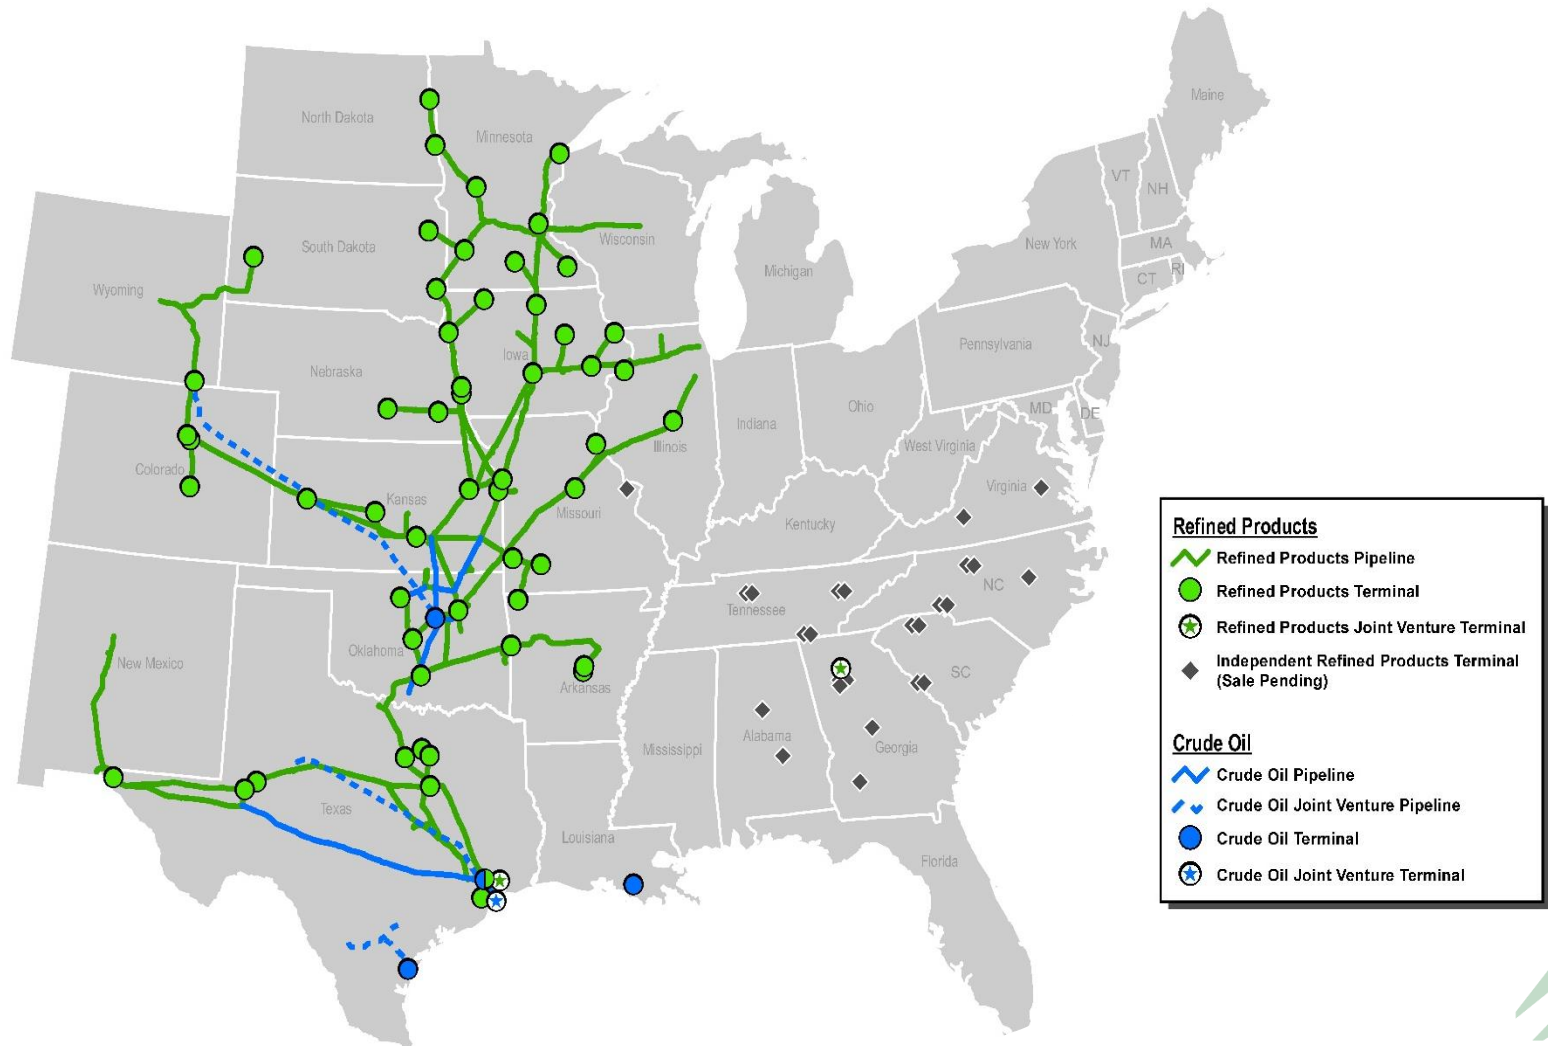 Maine
North Dakota
Minnesota
VT
NH
South Dakota
Wisconsin
New York
MA
Michigan
CT
RI
Wyoming
Pennsylvania
NJ
Iowa
Nebraska
Ohio
MD
DE
Indiana
Illinois
West Virginia
Colorado
Kansas
Virginia
Missouri
Kentucky
NC
Tennessee
Oklahoma
New Mexico
Arkansas
SC
Mississippi
Alabama
Georgia
Texas
Louisiana
Florida
Refined Products
Refined Products Pipeline
Refined Products Terminal
Refined Products Joint Venture Terminal
Independent Refined Products Terminal
(Sale Pending)
Crude Oil
Crude Oil Pipeline
Crude Oil Joint Venture Pipeline
Crude Oil Terminal
Crude Oil Joint Venture Terminal